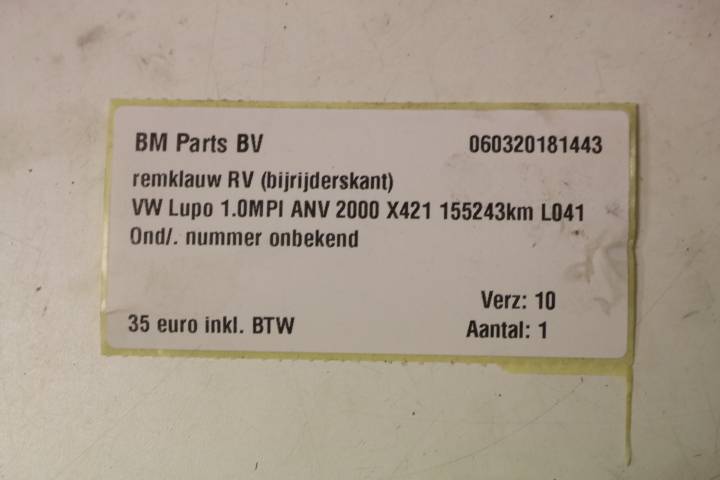 BM Parts BV 060320181443
remklauw RV (bijrijderskant)
VW Lupo 1.0MPI ANV 2000 X421 155243km L041
Ond/. nummer onbekend
Verz: 10
35 euro inkl. BTW Aantal: 1